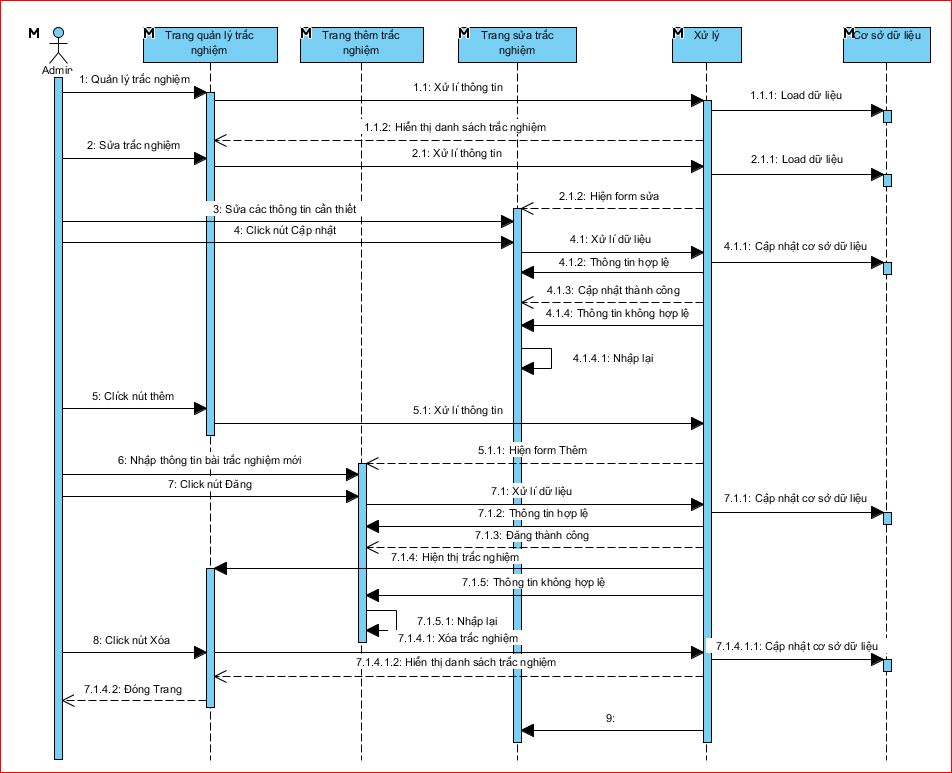 M
M
Trang quản lý trắc
nghiệm
M
Trang thêm trắc
nghiệm
M
Trang sửa trắc
nghiệm
M
Xử lý
M
Cơ sở dữ liệu
Admin
1: Quản lý trắc nghiệm
1.1: Xử lí thông tin
1.1.1: Load dữ liệu
1.1.2: Hiển thị danh sách trắc nghiệm
2: Sửa trắc nghiệm
2.1: Xử lí thông tin
2.1.1: Load dữ liệu
2.1.2: Hiện form sửa
3: Sửa các thông tin cần thiết
4: Click nút Cập nhật
4.1: Xử lí dữ liệu
4.1.1: Cập nhật cơ sở dữ liệu
4.1.2: Thông tin hợp lệ
4.1.3: Cập nhật thành công
4.1.4: Thông tin không hợp lệ
4.1.4.1: Nhập lại
5: Clíck nút thêm
5.1: Xử lí thông tin
5.1.1: Hiện form Thêm
6: Nhập thông tin bài trắc nghiệm mới
7: Click nút Đăng
7.1: Xử lí dữ liệu
7.1.1: Cập nhật cơ sở dữ liệu
7.1.2: Thông tin hợp lệ
7.1.3: Đăng thành công
7.1.4: Hiện thị trắc nghiệm
7.1.5: Thông tin không hợp lệ
7.1.5.1: Nhập lại
8: Click nút Xóa
7.1.4.1: Xóa trắc nghiệm
7.1.4.1.1: Cập nhật cơ sở dữ liệu
7.1.4.1.2: Hiển thị danh sách trắc nghiệm
7.1.4.2: Đóng Trang
9: